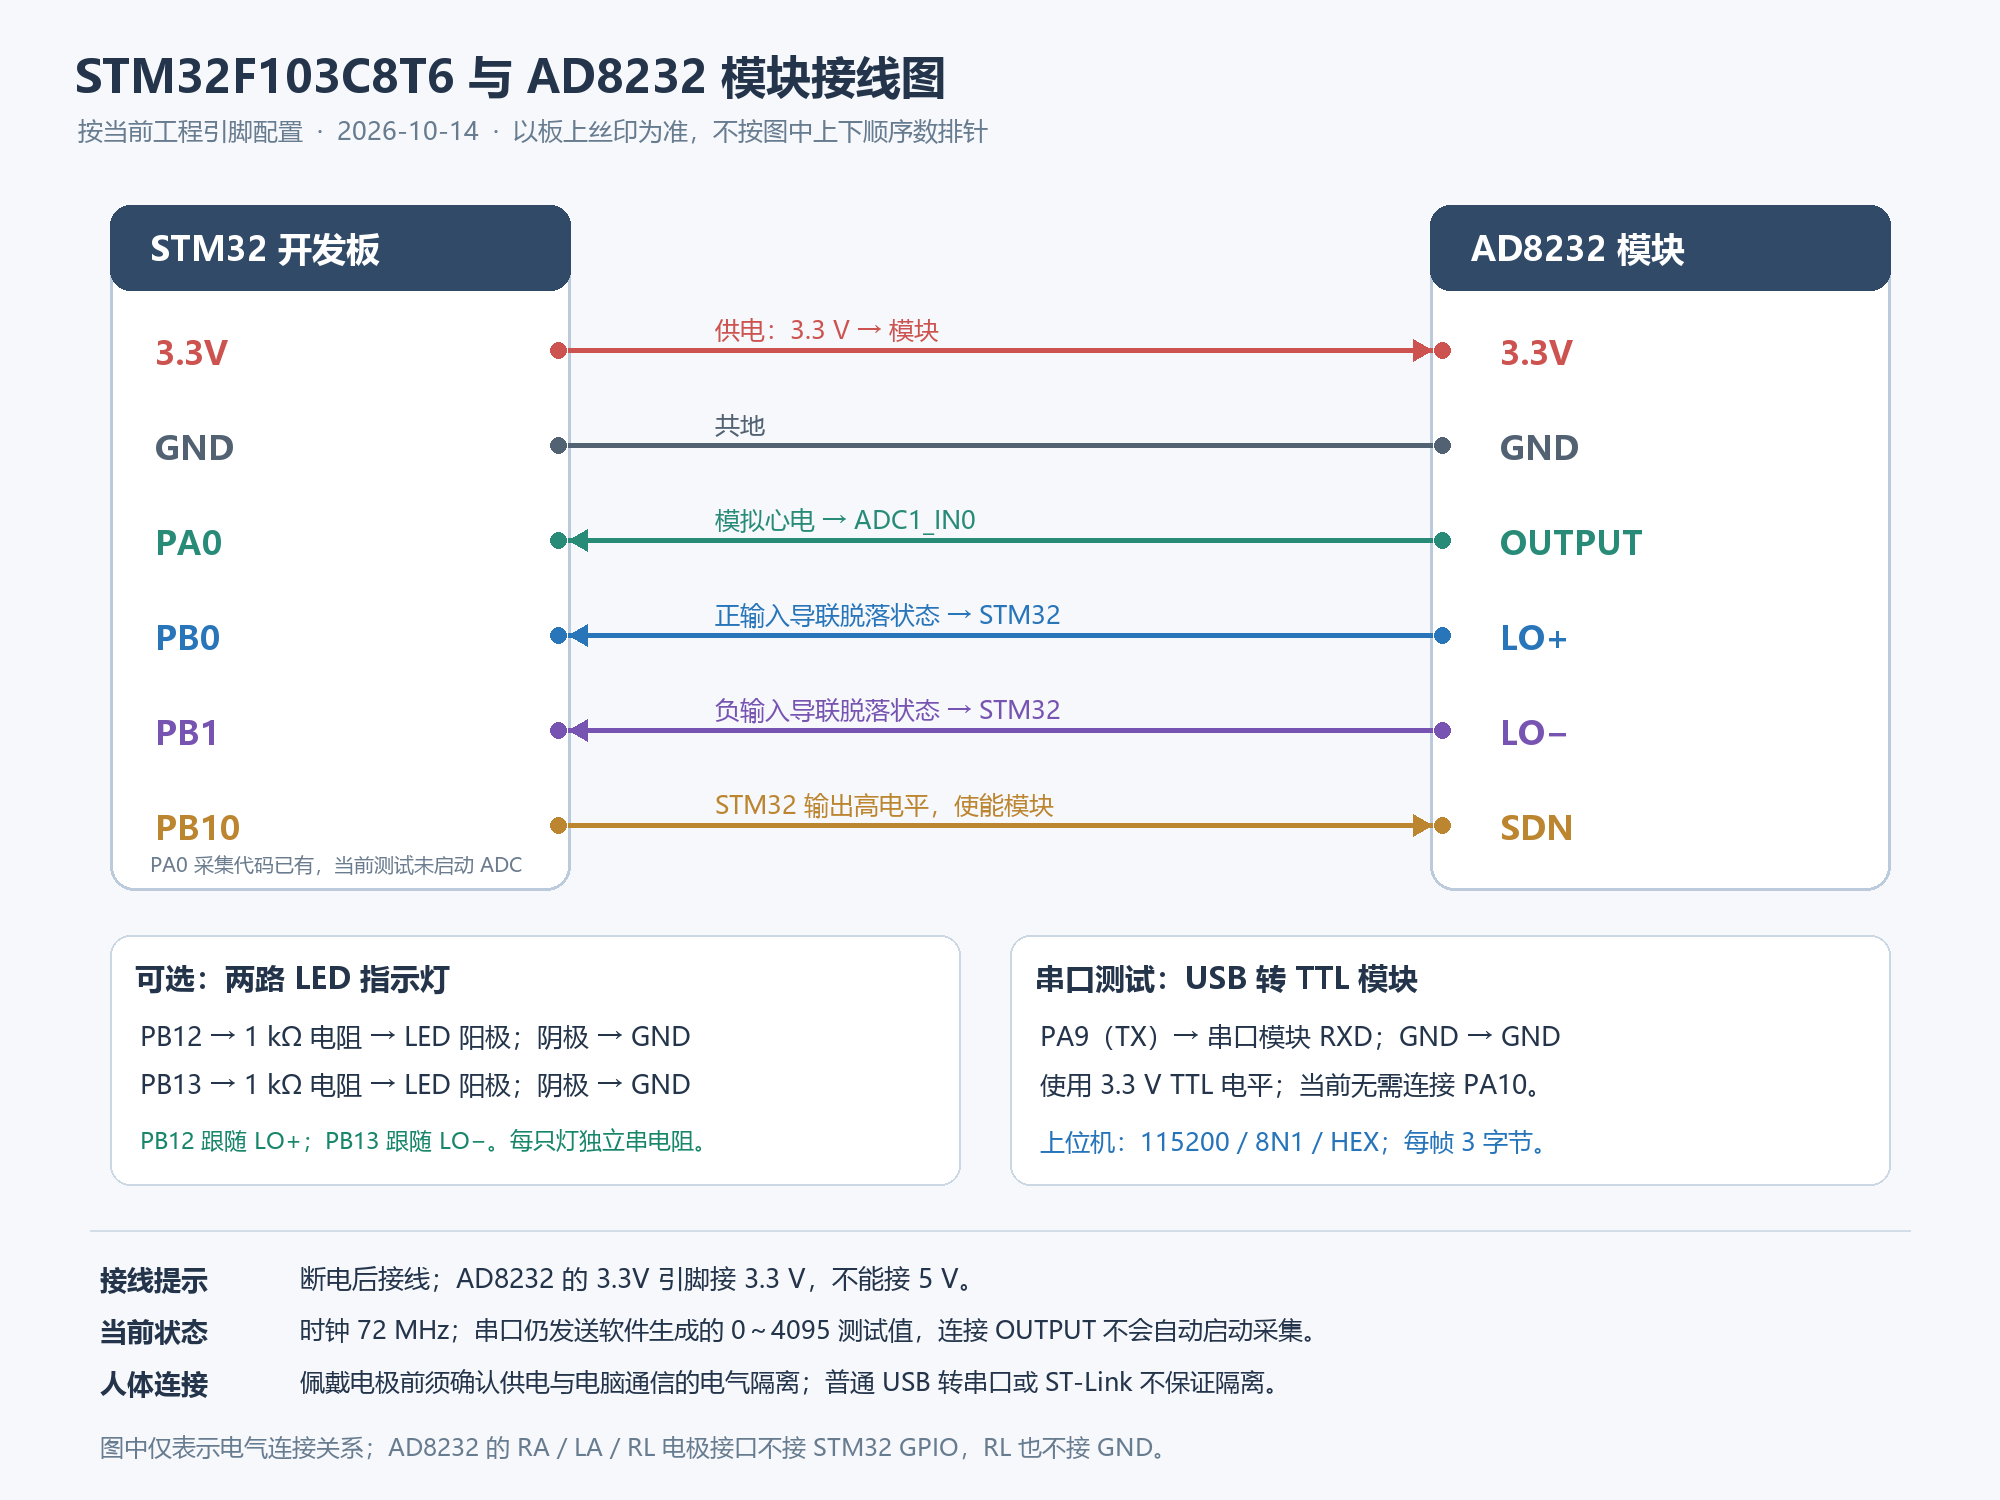 STM32F103C8T6 与 AD8232 模块接线图
按当前工程引脚配置 · 2026-10-14 · 以板上丝印为准，不按图中上下顺序数排针
STM32 开发板
AD8232 模块
供电：3.3 V → 模块
3.3V
3.3V
共地
GND
GND
模拟心电 → ADC1_IN0
PA0
OUTPUT
正输入导联脱落状态 → STM32
PB0
LO+
负输入导联脱落状态 → STM32
PB1
LO−
STM32 输出高电平，使能模块
PB10
SDN
PA0 采集代码已有，当前测试未启动 ADC
可选：两路 LED 指示灯
PB12 → 1 kΩ 电阻 → LED 阳极；阴极 → GND
PB13 → 1 kΩ 电阻 → LED 阳极；阴极 → GND
PB12 跟随 LO+；PB13 跟随 LO−。每只灯独立串电阻。
串口测试：USB 转 TTL 模块
PA9（TX）→ 串口模块 RXD；GND → GND
使用 3.3 V TTL 电平；当前无需连接 PA10。
上位机：115200 / 8N1 / HEX；每帧 3 字节。
接线提示 断电后接线；AD8232 的 3.3V 引脚接 3.3 V，不能接 5 V。
当前状态 时钟 72 MHz；串口仍发送软件生成的 0～4095 测试值，连接 OUTPUT 不会自动启动采集。
人体连接 佩戴电极前须确认供电与电脑通信的电气隔离；普通 USB 转串口或 ST-Link 不保证隔离。
图中仅表示电气连接关系；AD8232 的 RA / LA / RL 电极接口不接 STM32 GPIO，RL 也不接 GND。